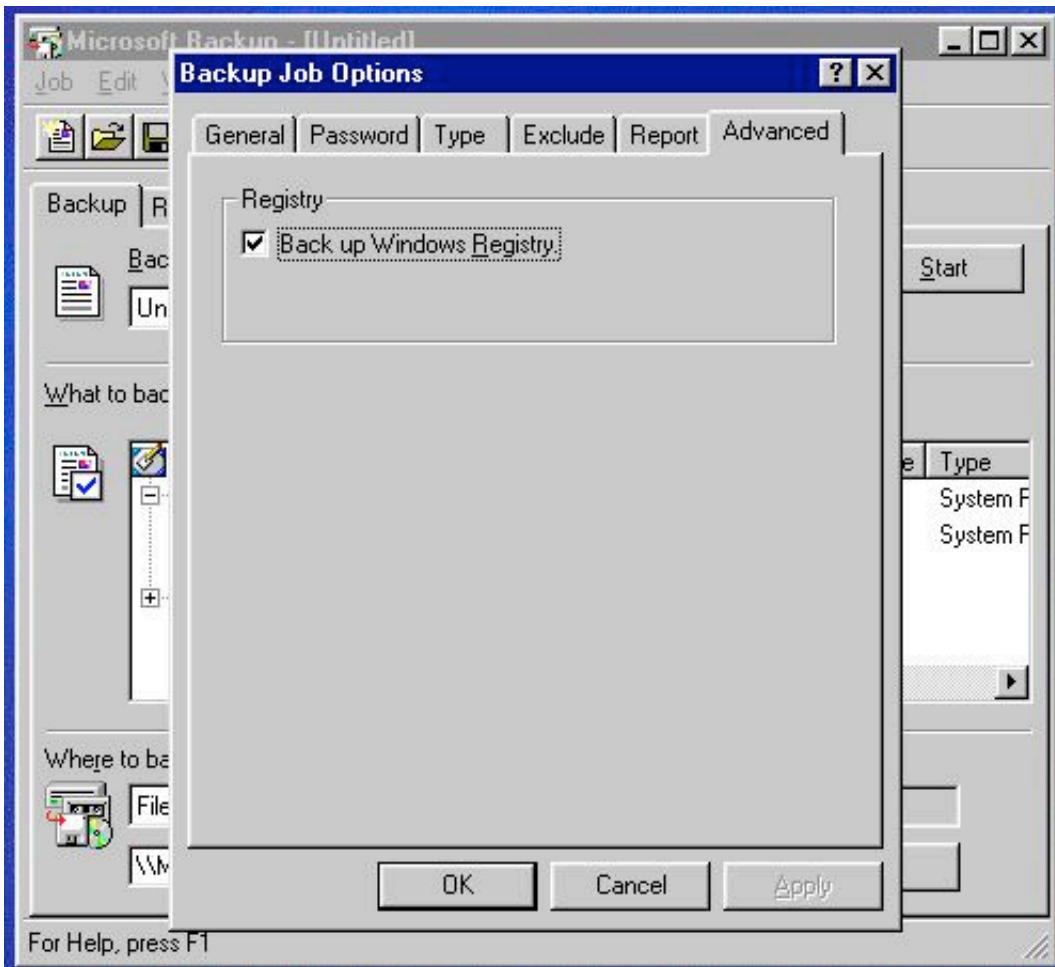 Microsoft Backup - [Untitled]
Job Edit V
Backup Job Options
General Password Type Exclude Report Advanced
Backup R
Registry
Back up Windows Registry.
Bac
Start
Un
What to bac
e Type
System F
System F
Where to ba
File
\\M
OK Cancel Apply
For Help, press F1